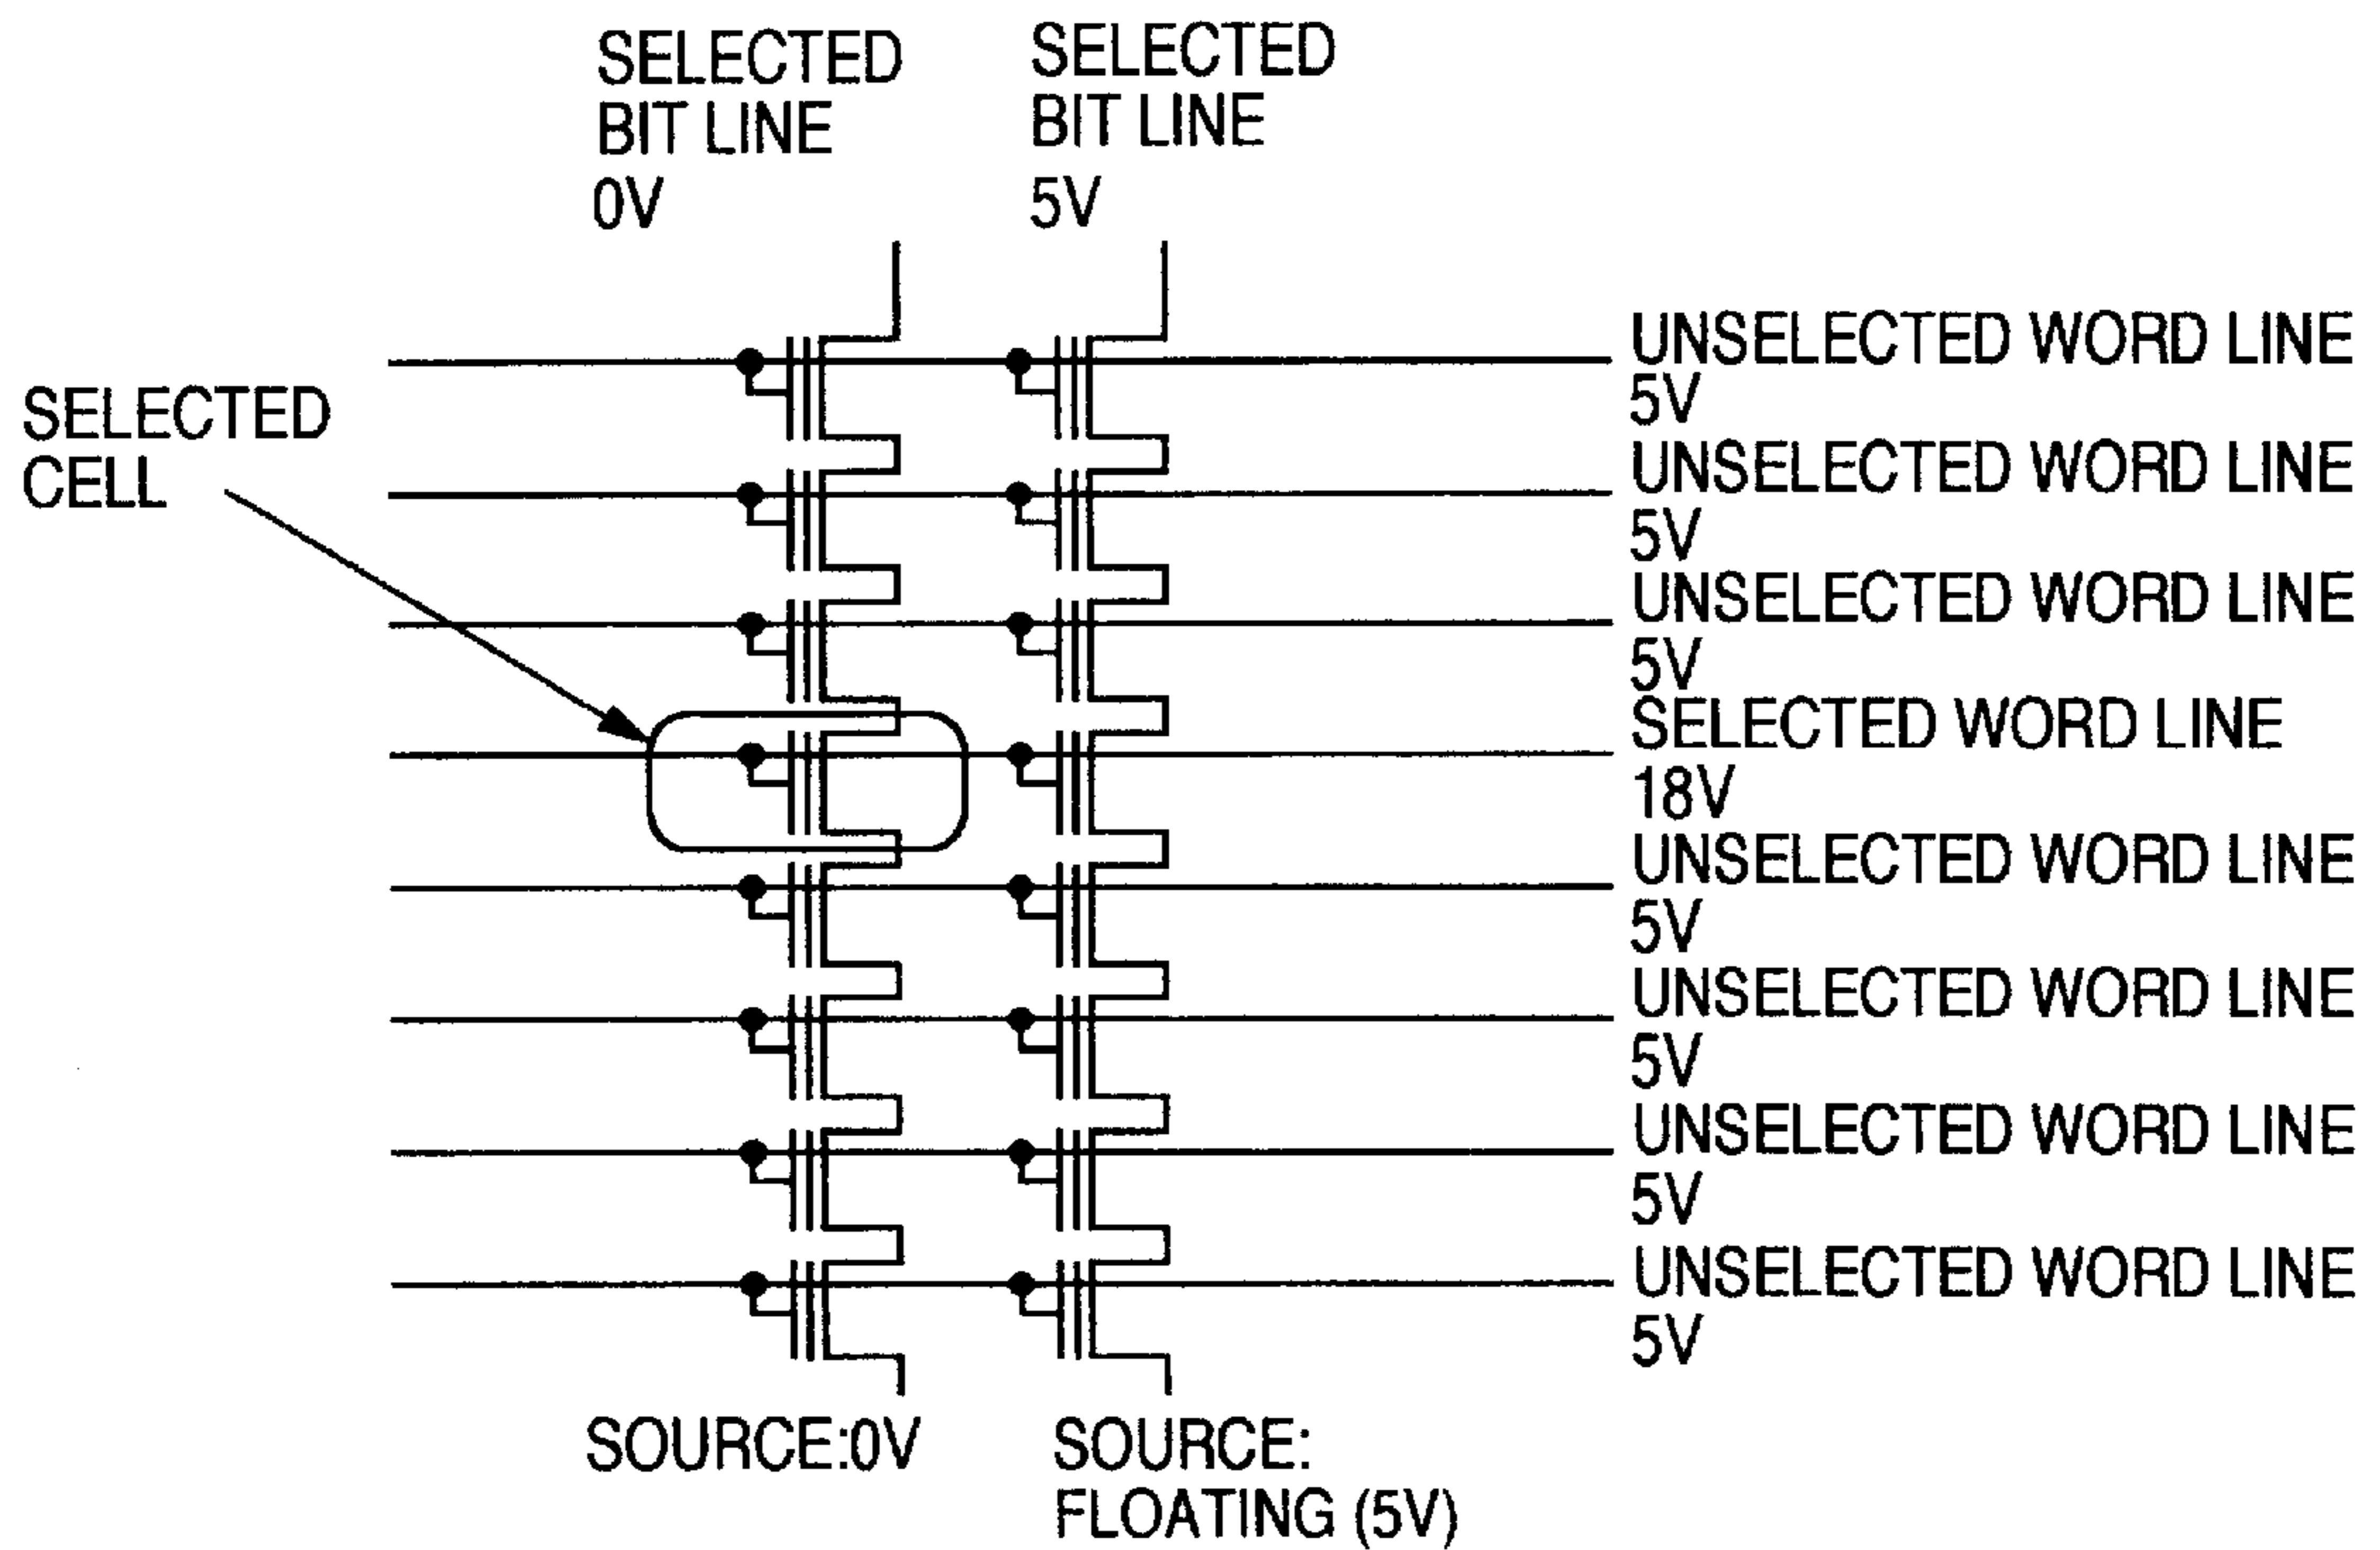 SELECTED
BIT LINE
0V
SELECTED
BIT LINE
5V
SELECTED
CELL
UNSELECTED WORD LINE
5V
UNSELECTED WORD LINE
5V
UNSELECTED WORD LINE
5V
SELECTED WORD LINE
18V
UNSELECTED WORD LINE
5V
UNSELECTED WORD LINE
5V
UNSELECTED WORD LINE
5V
UNSELECTED WORD LINE
5V
SOURCE:0V
SOURCE:
FLOATING (5V)